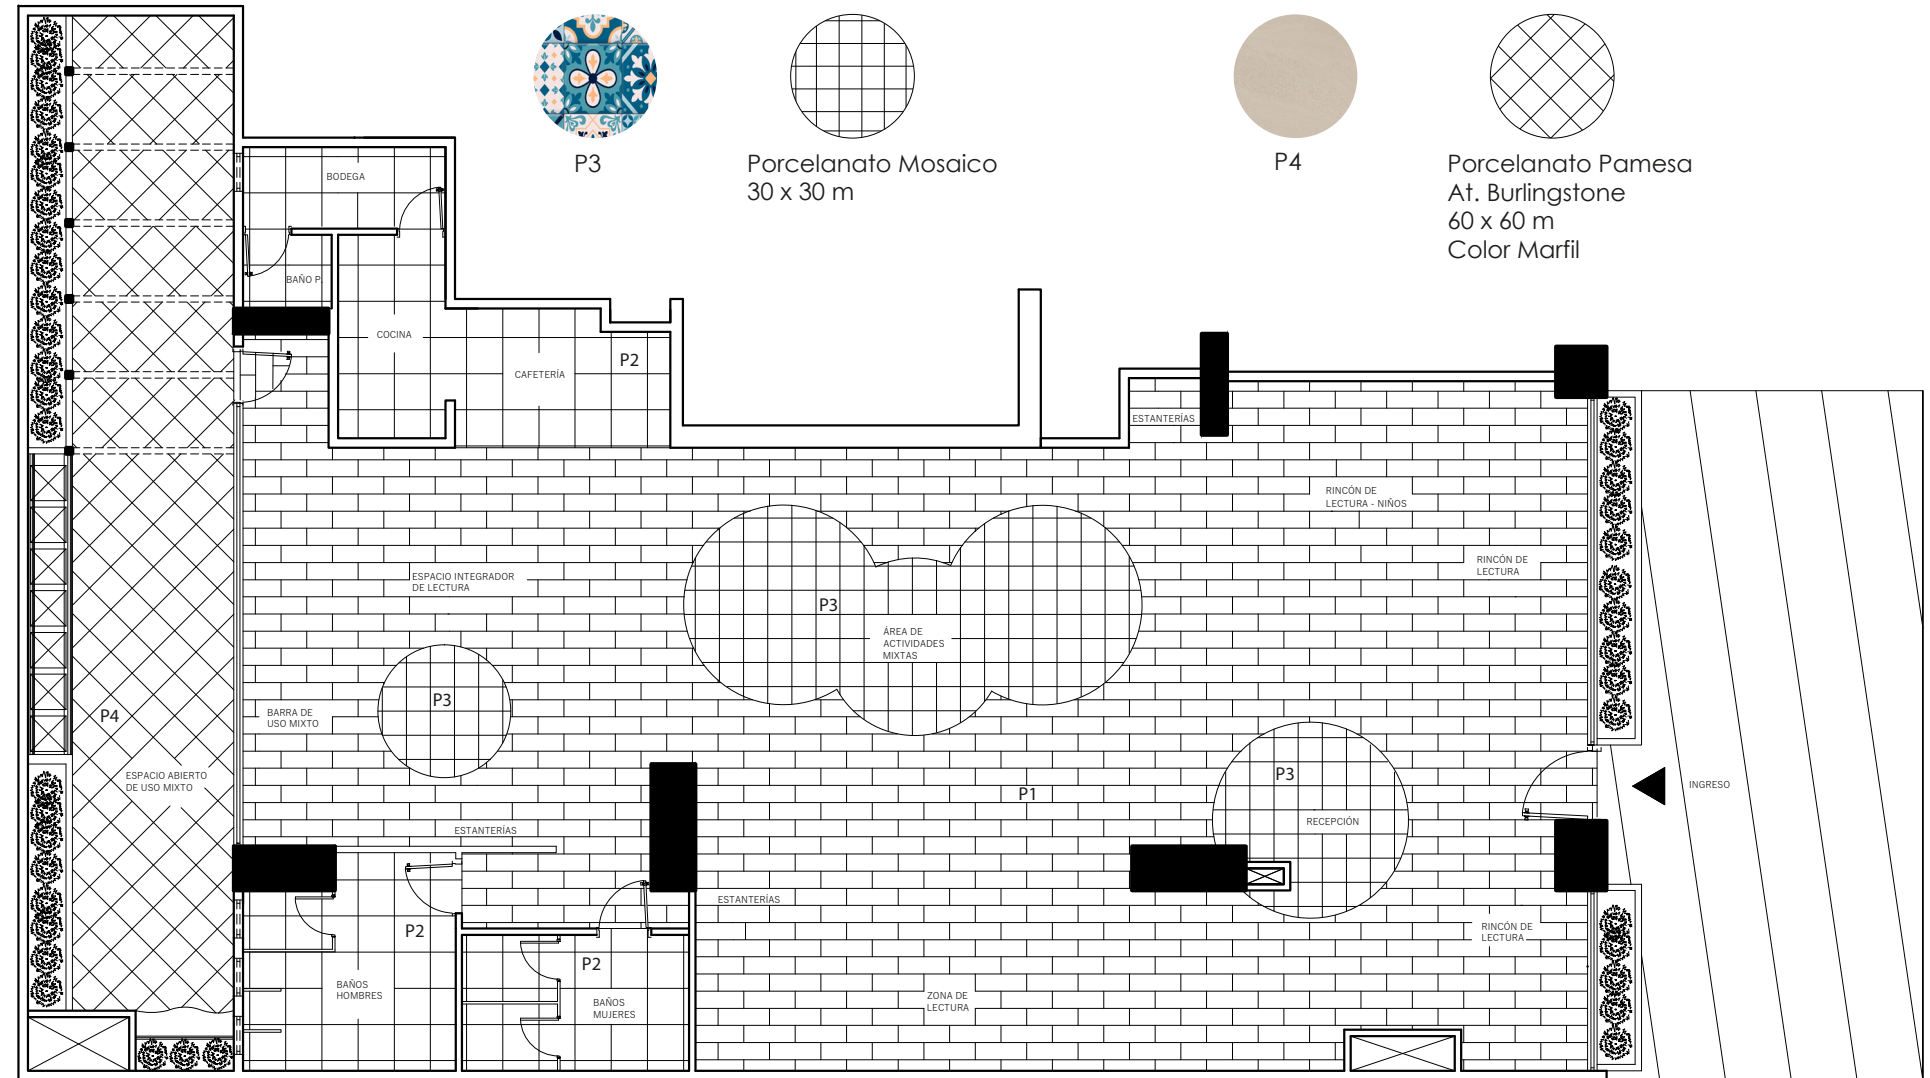 P3
Porcelanato Mosaico
30 x 30 m
P4
Porcelanato Pamesa
At. Burlingstone
60 x 60 m
Color Marfil
BODEGA
BAÑO P.
COCINA
CAFETERÍA
P2
ESTANTERÍAS
RINCÓN DE
LECTURA - NIÑOS
RINCÓN DE
LECTURA
ESPACIO INTEGRADOR
DE LECTURA
P3
ÁREA DE
ACTIVIDADES
MIXTAS
P3
BARRA DE
USO MIXTO
P4
ESPACIO ABIERTO
DE USO MIXTO
P1
P3
RECEPCIÓN
INGRESO
ESTANTERÍAS
ESTANTERÍAS
P2
BAÑOS
HOMBRES
P2
BAÑOS
MUJERES
ZONA DE
LECTURA
RINCÓN DE
LECTURA